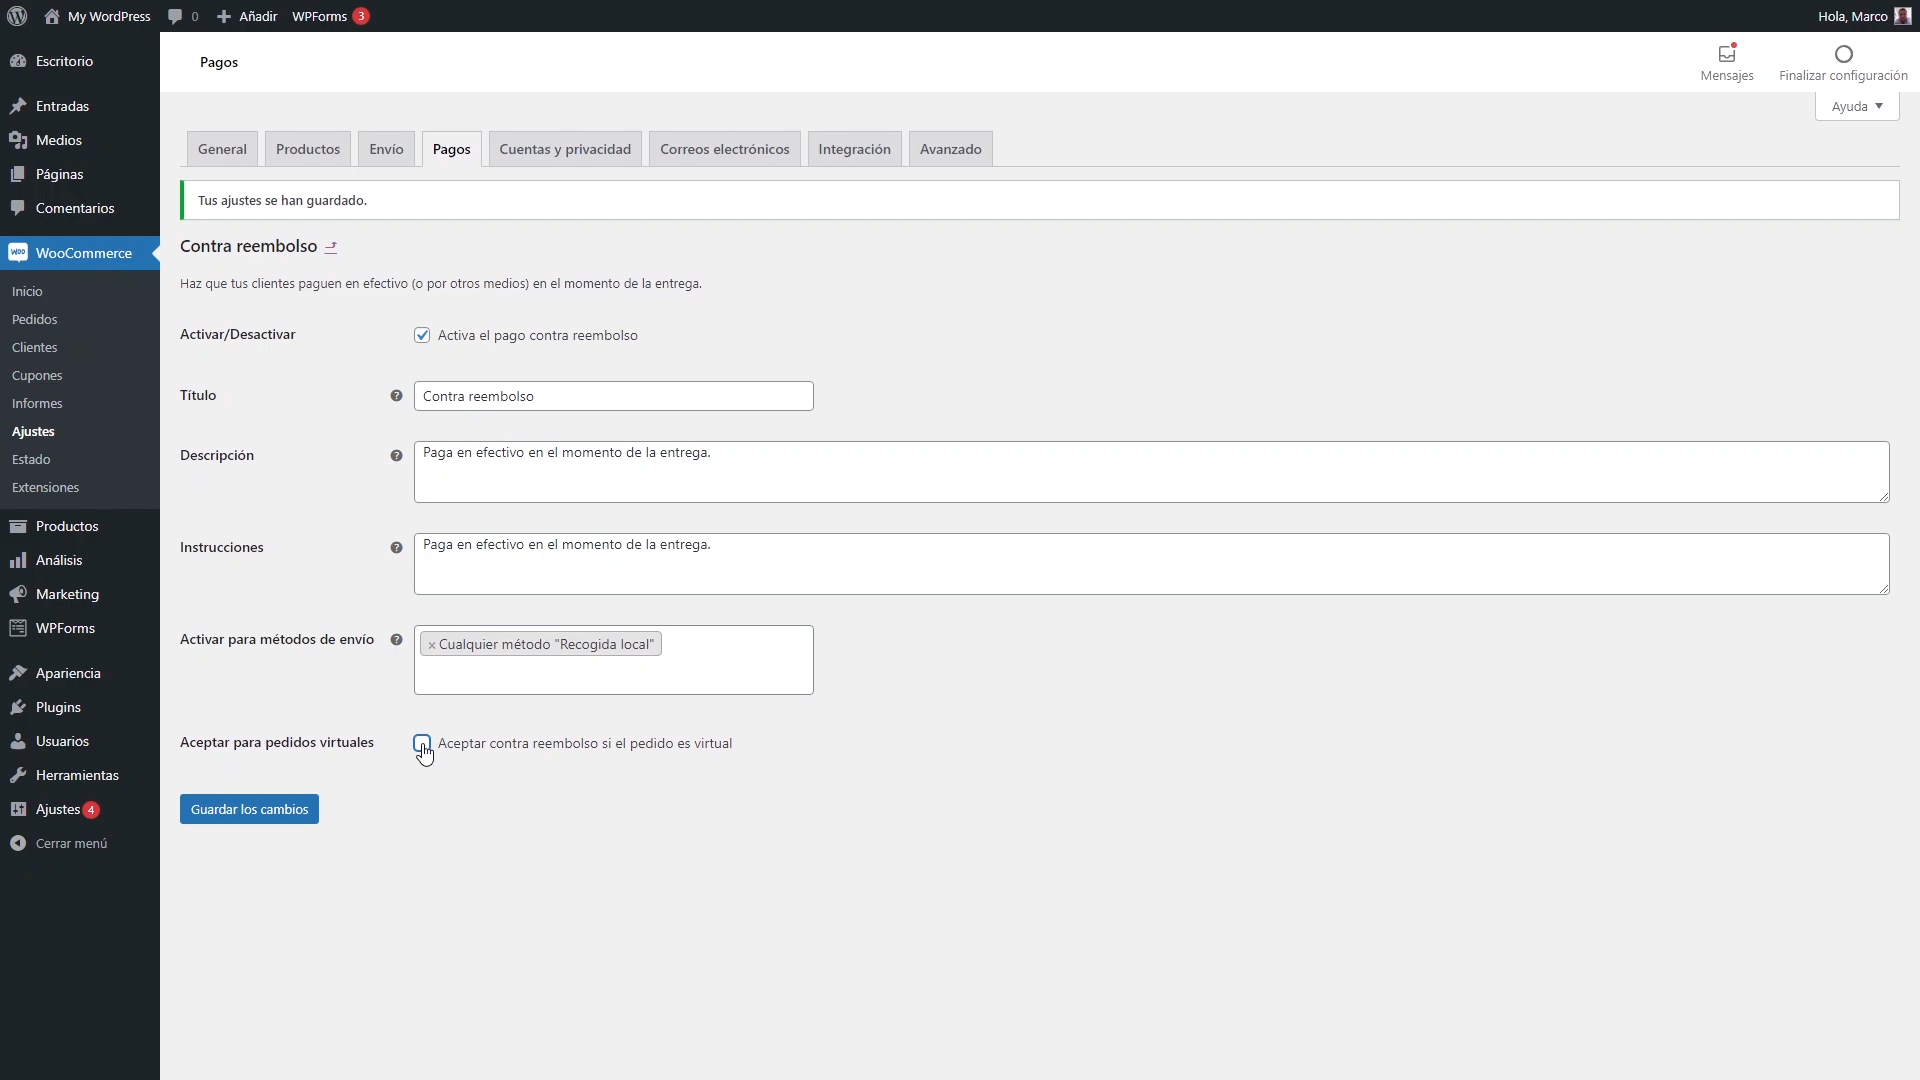 My WordPress
0
Añadir
WPForms 3
Hola, Marco
Escritorio
Entradas
Medios
Páginas
Comentarios
Woo WooCommerce
Inicio
Pedidos
Clientes
Cupones
Informes
Ajustes
Estado
Extensiones
Productos
Análisis
Marketing
WPForms
Apariencia
Plugins
Usuarios
Herramientas
Ajustes 4
Cerrar menú
Pagos
Mensajes
Finalizar configuración
Ayuda
General
Productos
Envío
Pagos
Cuentas y privacidad
Correos electrónicos
Integración
Avanzado
Tus ajustes se han guardado.
Contra reembolso
Haz que tus clientes paguen en efectivo (o por otros medios) en el momento de la entrega.
Activar/Desactivar
Activa el pago contra reembolso
Título
?
Contra reembolso
Descripción
?
Paga en efectivo en el momento de la entrega.
Instrucciones
?
Paga en efectivo en el momento de la entrega.
Activar para métodos de envío
?
× Cualquier método "Recogida local"
Aceptar para pedidos virtuales
Aceptar contra reembolso si el pedido es virtual
Guardar los cambios